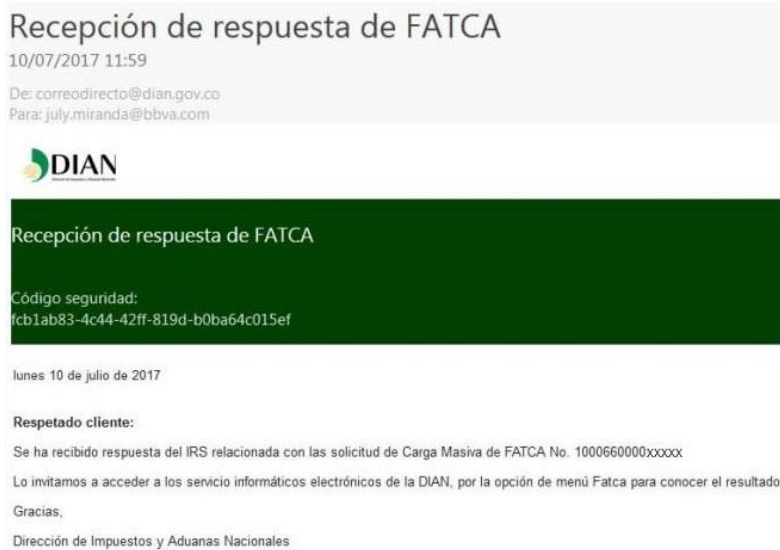 Recepción de respuesta de FATCA
10/07/2017 11:59
De: correodirecto@dian.gov.co
Para: july.miranda@bbva.com
DIAN
Recepción de respuesta de FATCA
Código seguridad:
fcb1ab83-4c44-42ff-819d-b0ba64c015ef
lunes 10 de julio de 2017
Respetado cliente:
Se ha recibido respuesta del IRS relacionada con las solicitud de Carga Masiva de FATCA No. 1000660000xxxxx
Lo invitamos a acceder a los servicio informáticos electrónicos de la DIAN, por la opción de menú Fatca para conocer el resultado
Gracias,
Dirección de Impuestos y Aduanas Nacionales